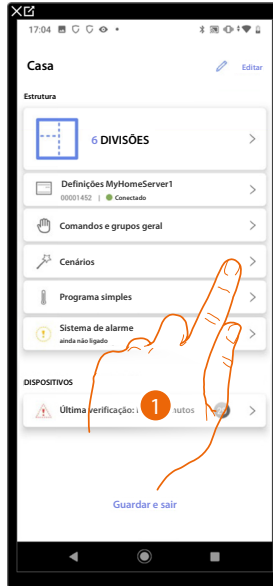 17:04
Casa
Editar
Estrutura
6 DIVISÕES
Definições MyHomeServer1
00001452 | Conectado
Comandos e grupos geral
Cenários
Programa simples
Sistema de alarme
ainda não ligado
DISPOSITIVOS
Última verificação: utos
1
Guardar e sair